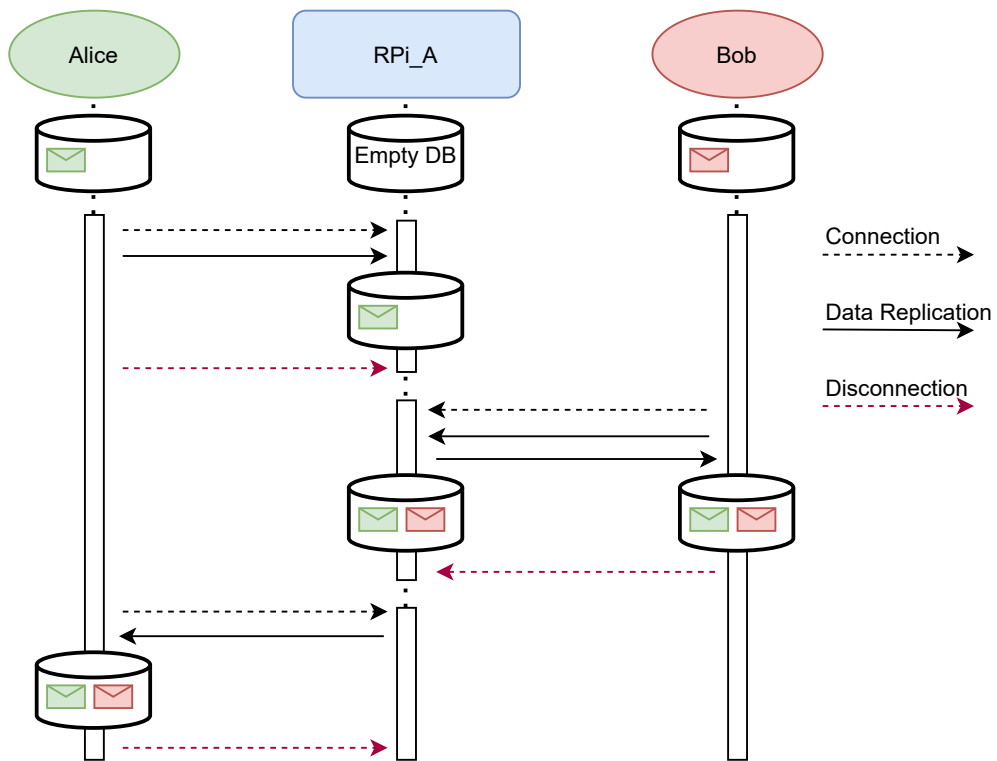 Alice
RPi_A
Bob
Empty DB
Connection
Data Replication
Disconnection